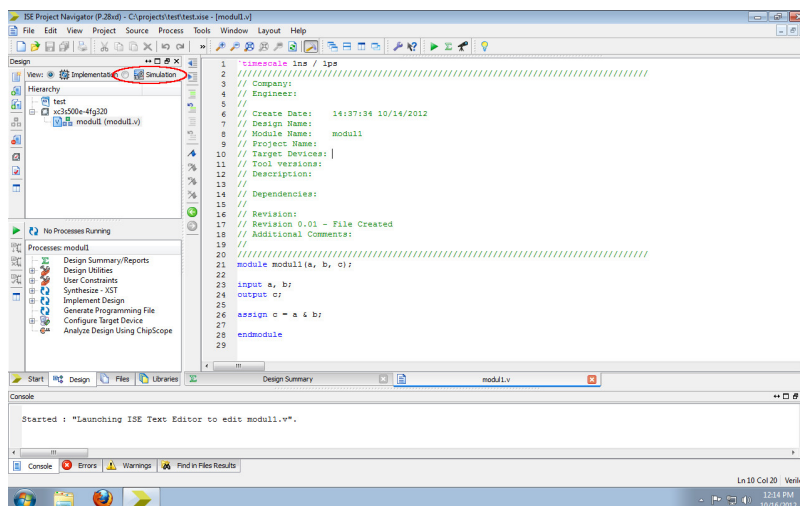 ISE Project Navigator (P.28xd) - C:\projects\test\test.xise - [modul1.v]
File Edit View Project Source Process Tools Window Layout Help
Design
View: Implementation Simulation
Hierarchy
test
xc3s500e-4fg320
modul1 (modul1.v)
No Processes Running
Processes: modul1
Design Summary/Reports
Design Utilities
User Constraints
Synthesize - XST
Implement Design
Generate Programming File
Configure Target Device
Analyze Design Using ChipScope
Start Design Files Libraries
1 `timescale 1ns / 1ps
2 //////////////////////////////////////////////////////////////////////////////////
3 // Company:
4 // Engineer:
5 //
6 // Create Date: 14:37:34 10/14/2012
7 // Design Name:
8 // Module Name: modul1
9 // Project Name:
10 // Target Devices:
11 // Tool versions:
12 // Description:
13 //
14 // Dependencies:
15 //
16 // Revision:
17 // Revision 0.01 - File Created
18 // Additional Comments:
19 //
20 //////////////////////////////////////////////////////////////////////////////////
21 module modul1(a, b, c);
22
23 input a, b;
24 output c;
25
26 assign c = a & b;
27
28 endmodule
29
Design Summary modul1.v
Console
Started : "Launching ISE Text Editor to edit modul1.v".
Console Errors Warnings Find in Files Results
Ln 10 Col 20 Veril
12:14 PM
10/16/2012